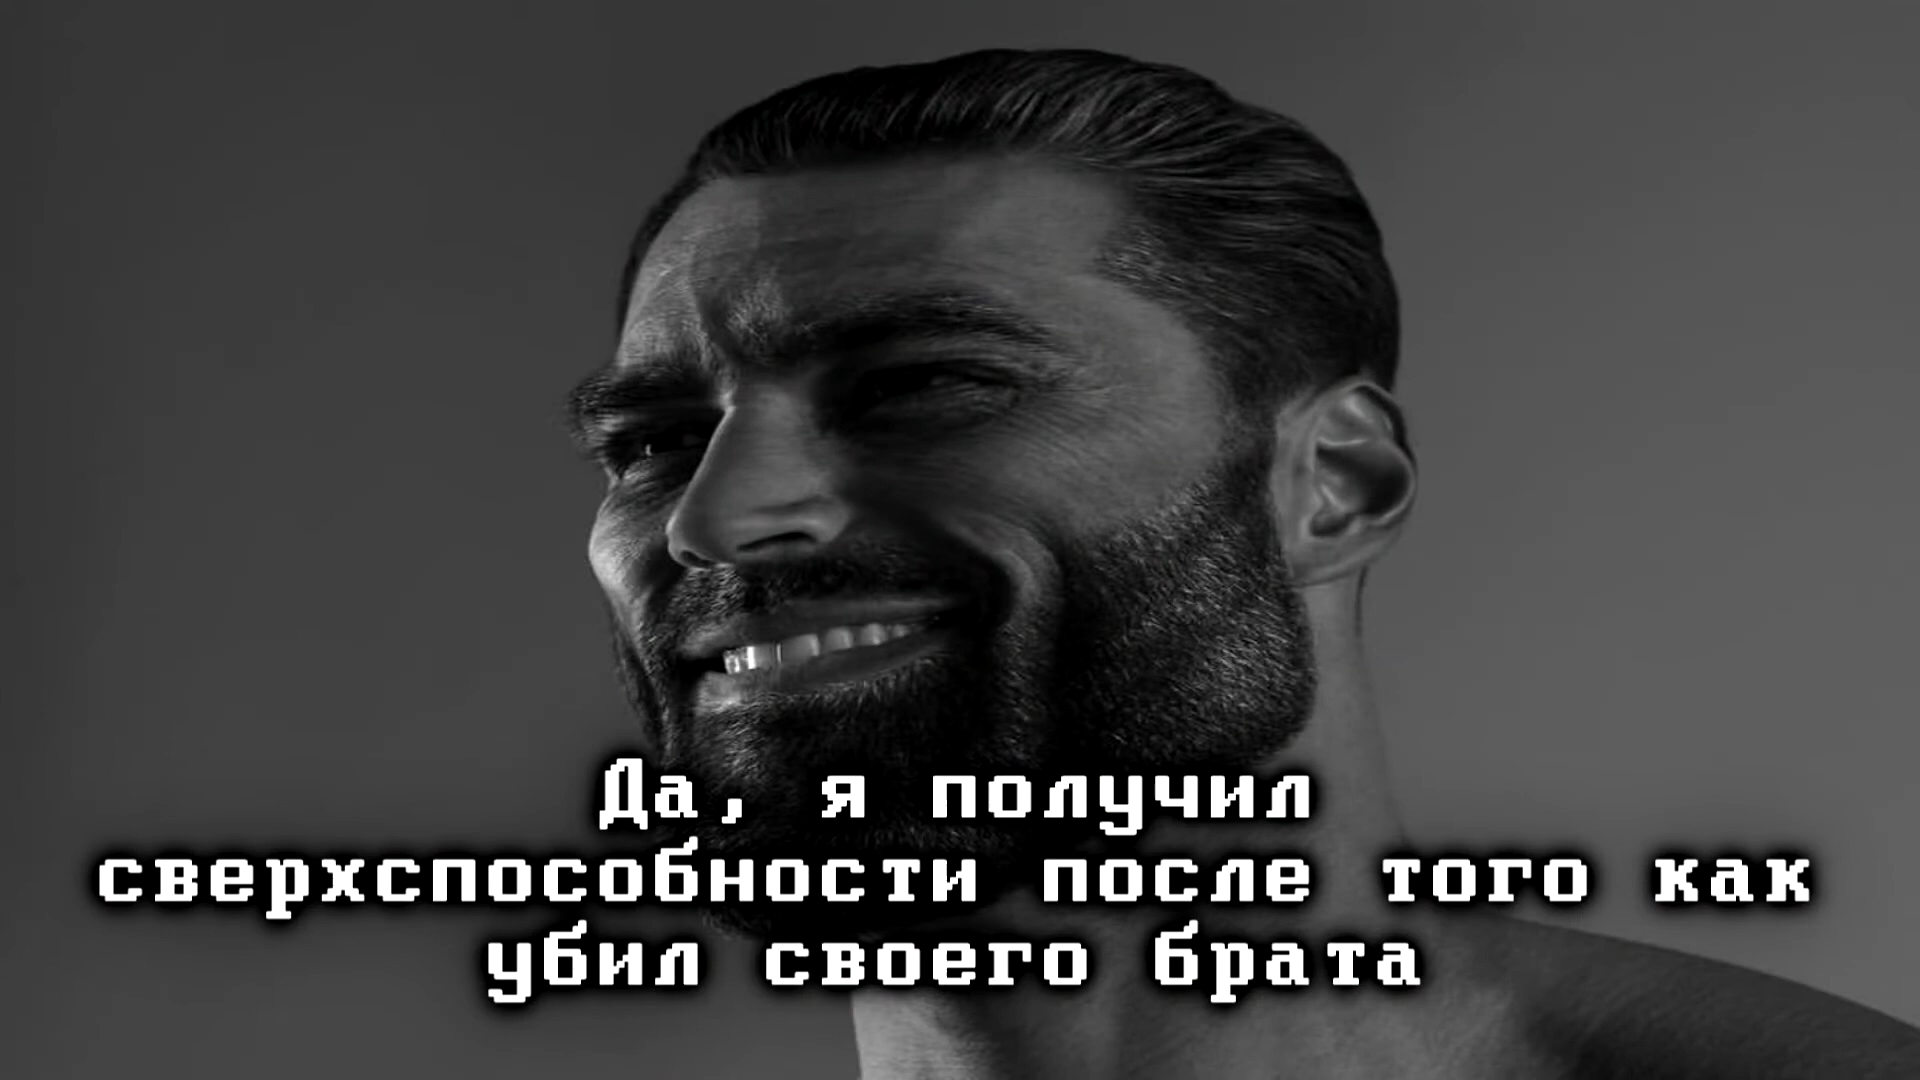 Да, я получил
сверхспособности после того как
убил своего брата